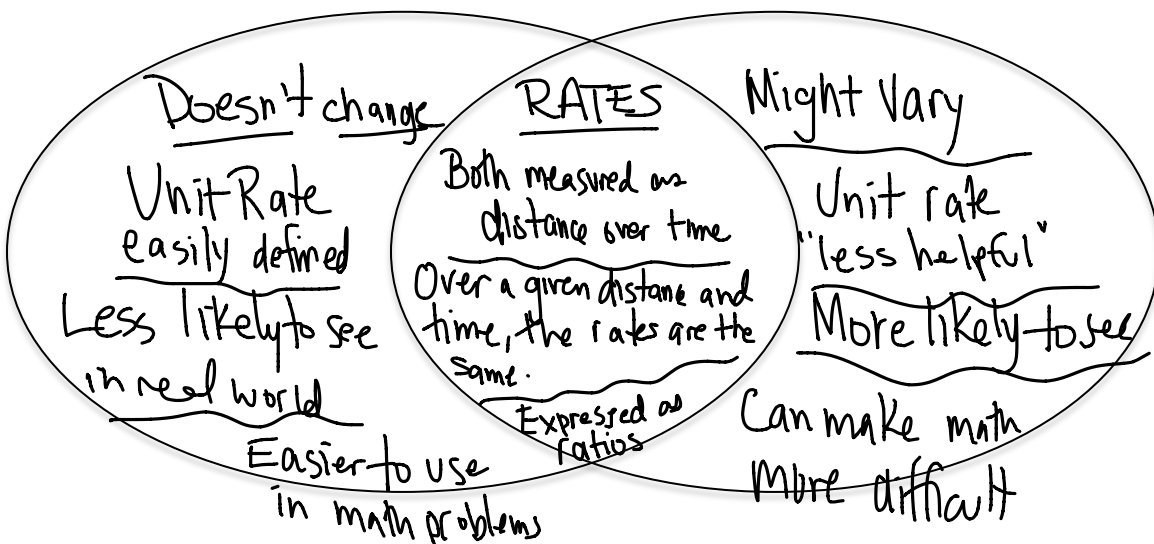 Doesn't change
Unit Rate
easily defined
Less likely to see
in real world
Easier to use
in math problems
RATES
Both measured as
distance over time
Over a given distane and
time, the rates are the
same.
Expressed as
ratios
Might Vary
Unit rate
"less helpful"
More likely to see
Can make math
more difficult